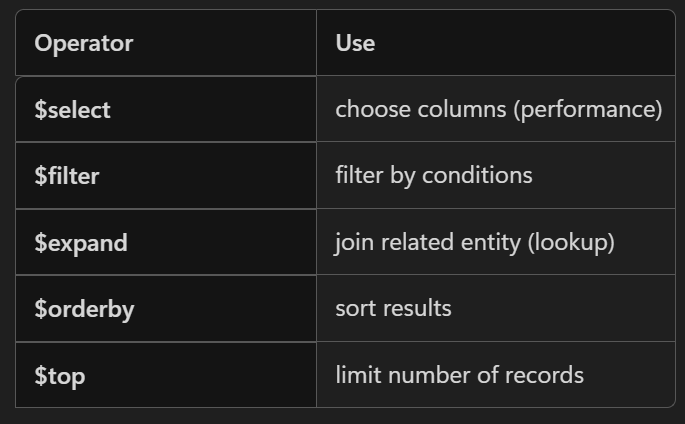 Operator Use
$select choose columns (performance)
$filter filter by conditions
$expand join related entity (lookup)
$orderby sort results
$top limit number of records